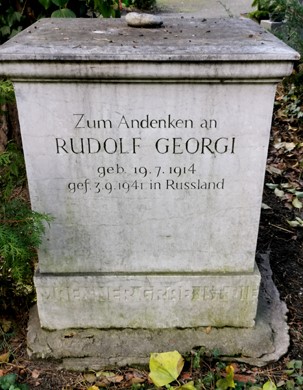 Zum Andenken an
RUDOLF GEORGI
geb. 19. 7. 1914
gef. 3. 9. 1941 in Russland